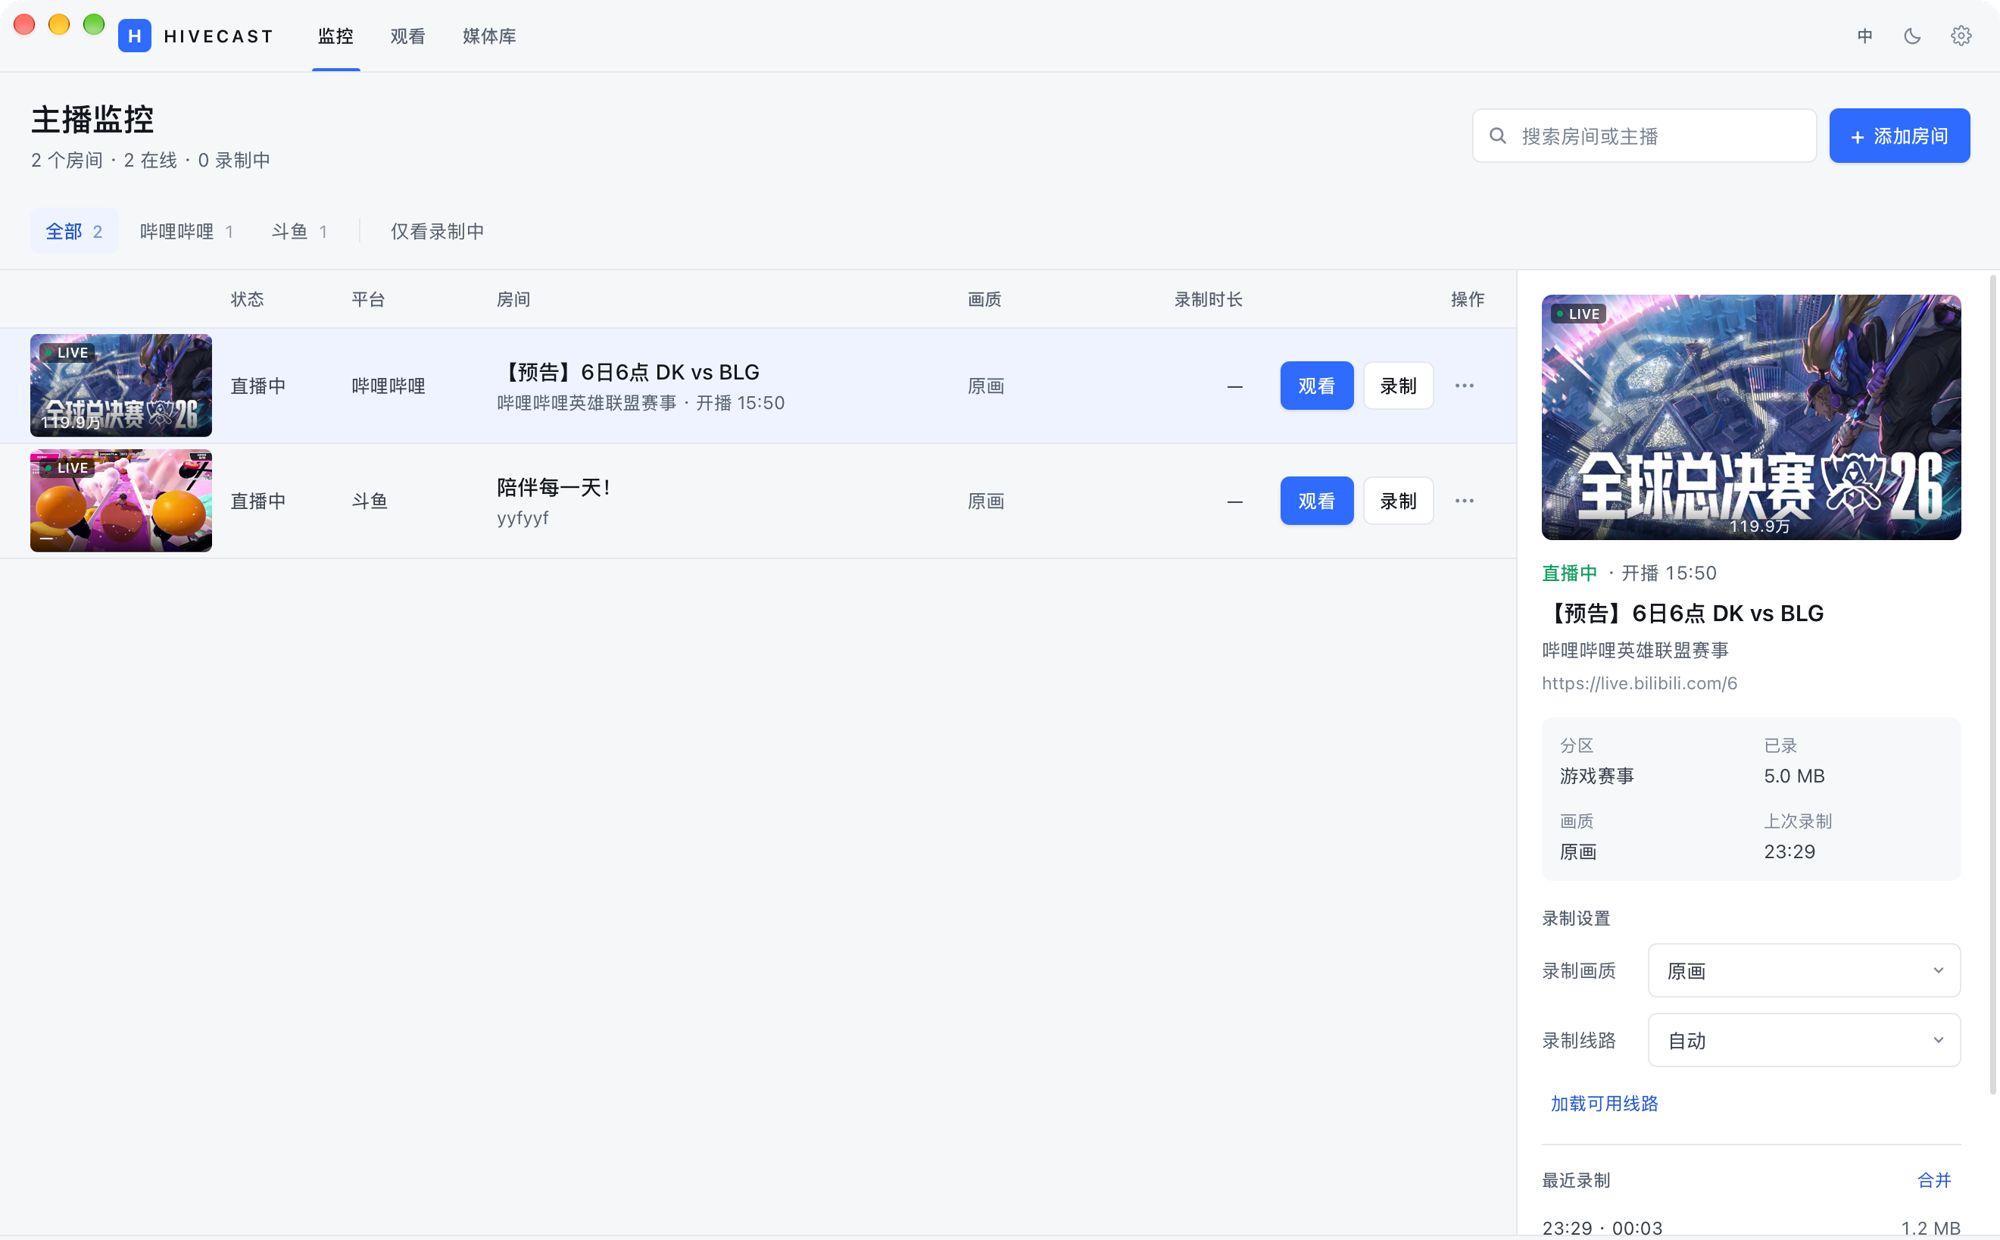 H HIVECAST 监控 观看 媒体库 中
主播监控
2 个房间 · 2 在线 · 0 录制中
搜索房间或主播
+ 添加房间
全部 2 哔哩哔哩 1 斗鱼 1 仅看录制中
状态 平台 房间 画质 录制时长 操作
LIVE
全球总决赛 26
119.9万
直播中 哔哩哔哩
【预告】6日6点 DK vs BLG
哔哩哔哩英雄联盟赛事 · 开播 15:50
原画 — 观看 录制 ···
LIVE
—
直播中 斗鱼
陪伴每一天！
yyfyyf
原画 — 观看 录制 ···
LIVE
全球总决赛 26
119.9万
直播中 · 开播 15:50
【预告】6日6点 DK vs BLG
哔哩哔哩英雄联盟赛事
https://live.bilibili.com/6
分区 已录
游戏赛事 5.0 MB
画质 上次录制
原画 23:29
录制设置
录制画质 原画
录制线路 自动
加载可用线路
最近录制 合并
23:29 · 00:03 1.2 MB